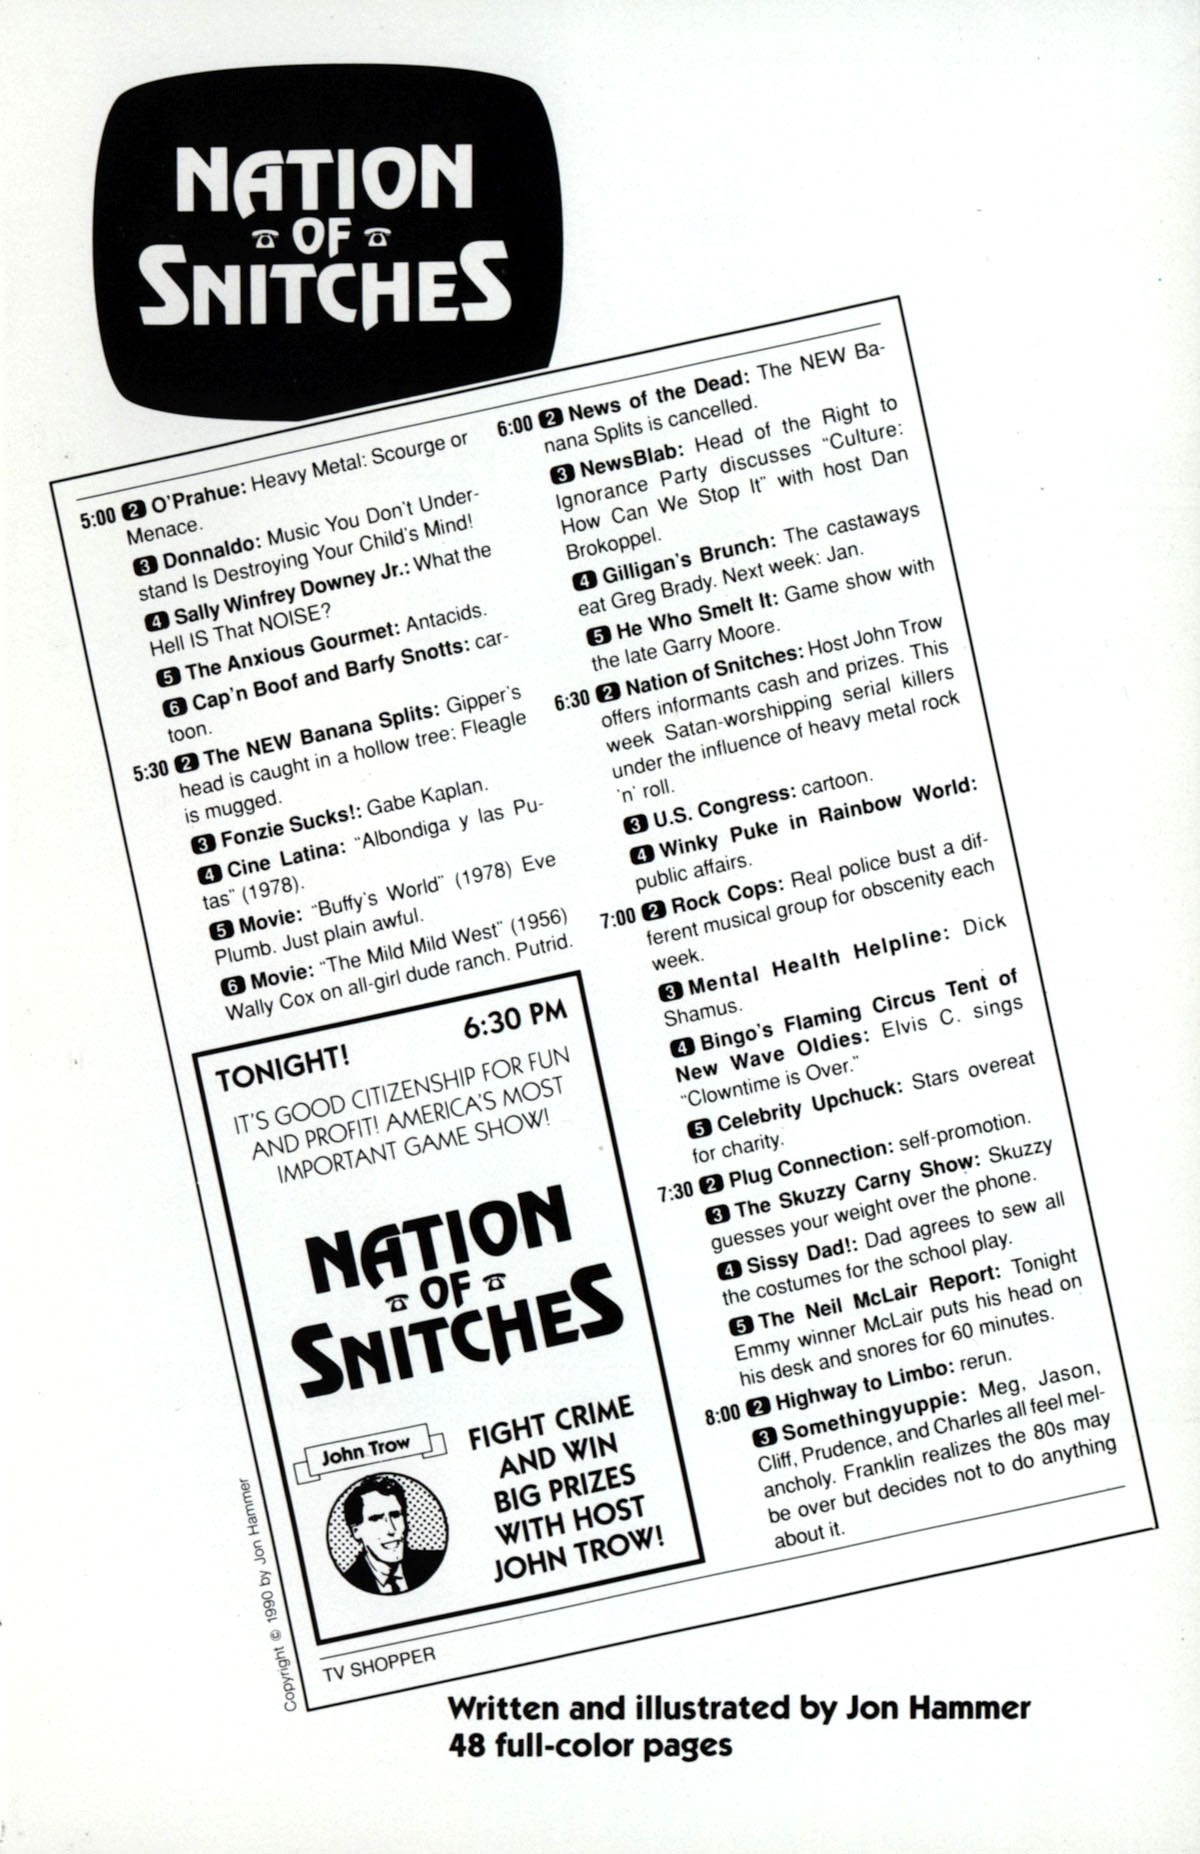 NATION
OF
SNITCHES
5:00 2 O'Prahue: Heavy Metal: Scourge or
Menace.
3 Donnaldo: Music You Don't Under-
stand Is Destroying Your Child's Mind!
4 Sally Winfrey Downey Jr.: What the
Hell IS That NOISE?
5 The Anxious Gourmet: Antacids.
6 Cap'n Boof and Barfy Snotts: car-
toon.
5:30 2 The NEW Banana Splits: Gipper's
head is caught in a hollow tree: Fleagle
is mugged.
3 Fonzie Sucks!: Gabe Kaplan.
4 Cine Latina: "Albondiga y las Pu-
tas" (1978).
5 Movie: "Buffy's World" (1978) Eve
Plumb. Just plain awful.
6 Movie: "The Mild Mild West" (1956)
Wally Cox on all-girl dude ranch. Putrid.
TONIGHT! 6:30 PM
IT'S GOOD CITIZENSHIP FOR FUN
AND PROFIT! AMERICA'S MOST
IMPORTANT GAME SHOW!
NATION
OF
SNITCHES
John Trow
FIGHT CRIME
AND WIN
BIG PRIZES
WITH HOST
JOHN TROW!
6:00 2 News of the Dead: The NEW Ba-
nana Splits is cancelled.
3 NewsBlab: Head of the Right to
Ignorance Party discusses "Culture:
How Can We Stop It" with host Dan
Brokoppel.
4 Gilligan's Brunch: The castaways
eat Greg Brady. Next week: Jan.
5 He Who Smelt It: Game show with
the late Garry Moore.
6:30 2 Nation of Snitches: Host John Trow
offers informants cash and prizes. This
week Satan-worshipping serial killers
under the influence of heavy metal rock
'n' roll.
3 U.S. Congress: cartoon.
4 Winky Puke in Rainbow World:
public affairs.
7:00 2 Rock Cops: Real police bust a dif-
ferent musical group for obscenity each
week.
3 Mental Health Helpline: Dick
Shamus.
4 Bingo's Flaming Circus Tent of
New Wave Oldies: Elvis C. sings
"Clowntime is Over."
5 Celebrity Upchuck: Stars overeat
for charity.
7:30 2 Plug Connection: self-promotion.
3 The Skuzzy Carny Show: Skuzzy
guesses your weight over the phone.
4 Sissy Dad!: Dad agrees to sew all
the costumes for the school play.
5 The Neil McLair Report: Tonight
Emmy winner McLair puts his head on
his desk and snores for 60 minutes.
8:00 2 Highway to Limbo: rerun.
3 Somethingyuppie: Meg, Jason,
Cliff, Prudence, and Charles all feel mel-
ancholy. Franklin realizes the 80s may
be over but decides not to do anything
about it.
TV SHOPPER
Copyright © 1990 by Jon Hammer
Written and illustrated by Jon Hammer
48 full-color pages